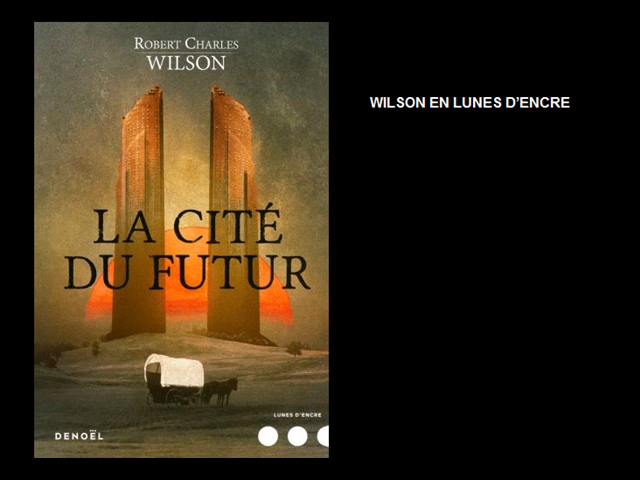 ROBERT CHARLES
WILSON
LA CITÉ
DU FUTUR
LUNES D'ENCRE
DENOËL
WILSON EN LUNES D'ENCRE